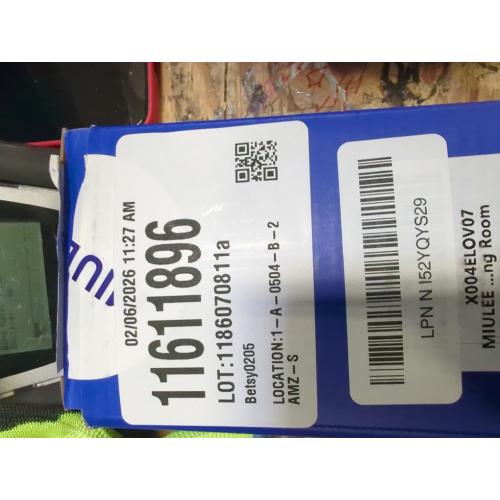 02/06/2026 11:27 AM
11611896
LOT:1186070811a
Betsy0205
LOCATION:1-A-0504-B-2
AMZ-S
LPN N I52YQYS29
X004ELOV07
MIULEE ...ng Room